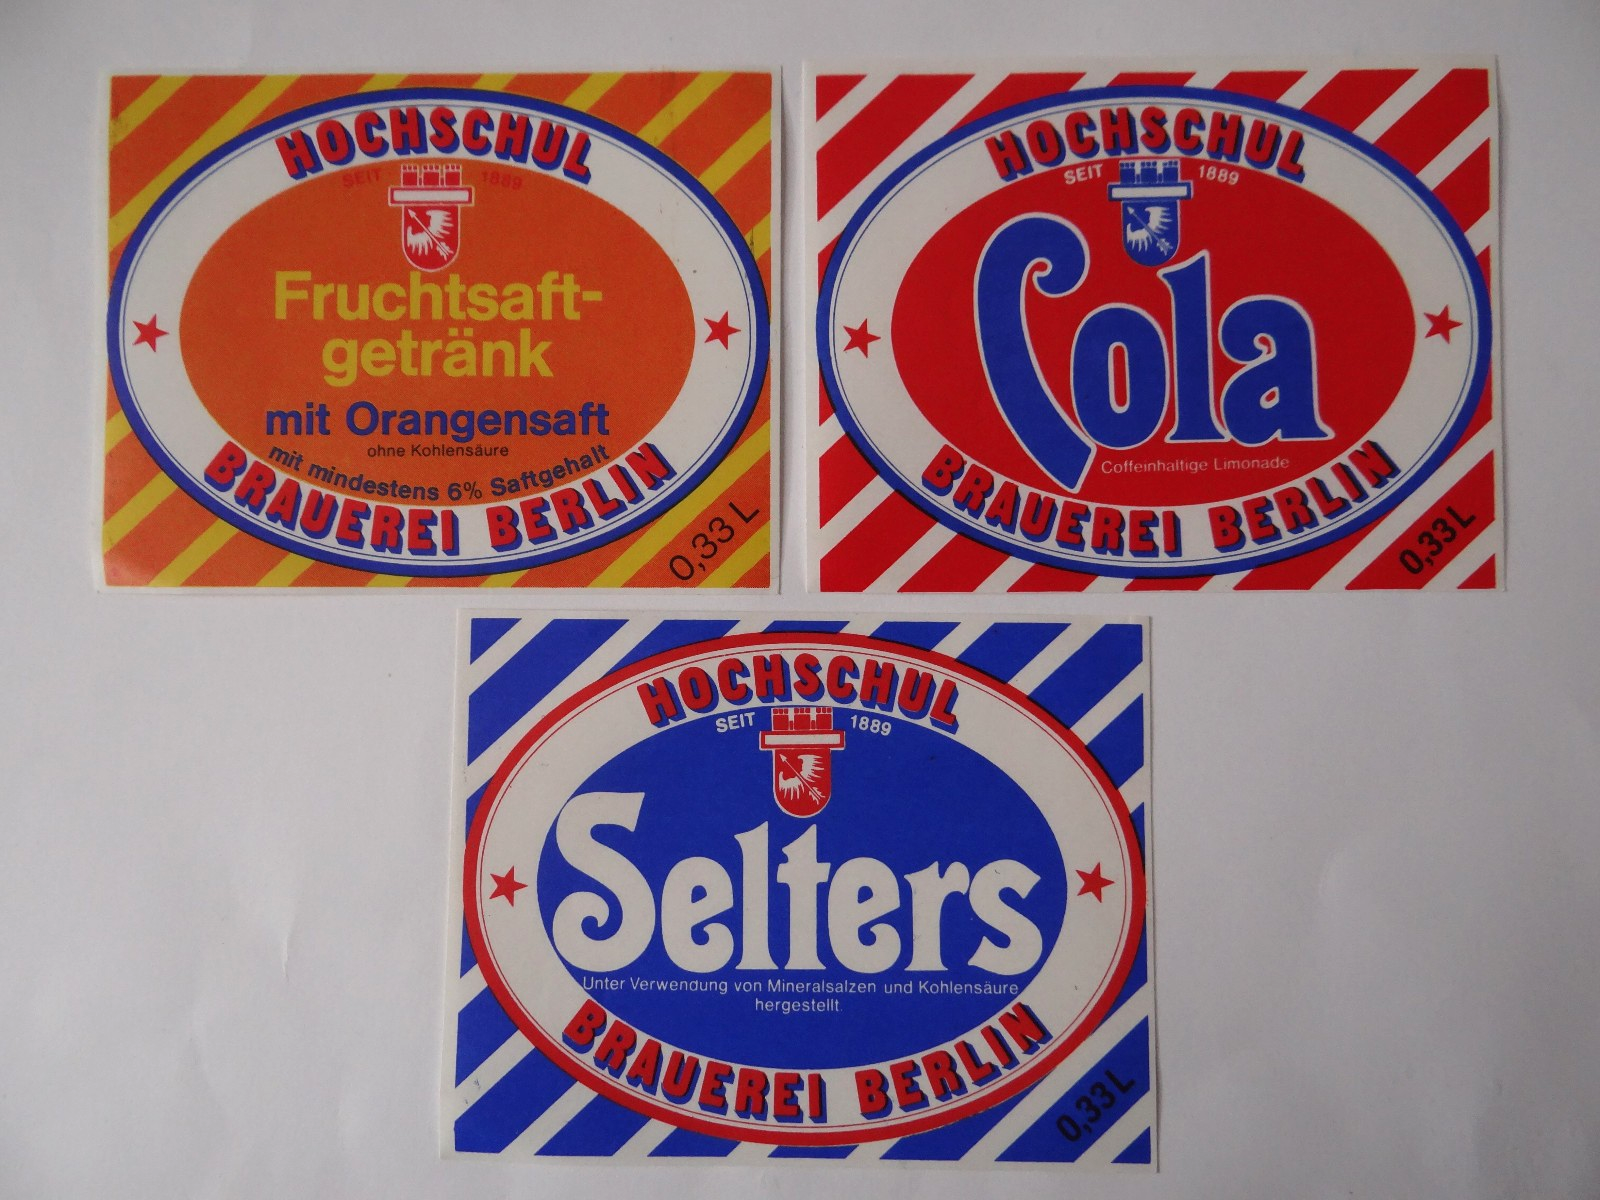 HOCHSCHUL
SEIT 1889
Fruchtsaft-
getränk
mit Orangensaft
ohne Kohlensäure
mit mindestens 6% Saftgehalt
BRAUEREI BERLIN
0,33 L
HOCHSCHUL
SEIT 1889
Cola
Coffeinhaltige Limonade
BRAUEREI BERLIN
0,33 L
HOCHSCHUL
SEIT 1889
Selters
Unter Verwendung von Mineralsalzen und Kohlensäure
hergestellt.
BRAUEREI BERLIN
0,33 L